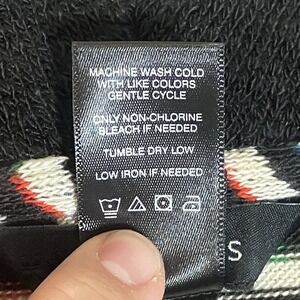 MACHINE WASH COLD
WITH LIKE COLORS
GENTLE CYCLE
ONLY NON-CHLORINE
BLEACH IF NEEDED
TUMBLE DRY LOW
LOW IRON IF NEEDED
S